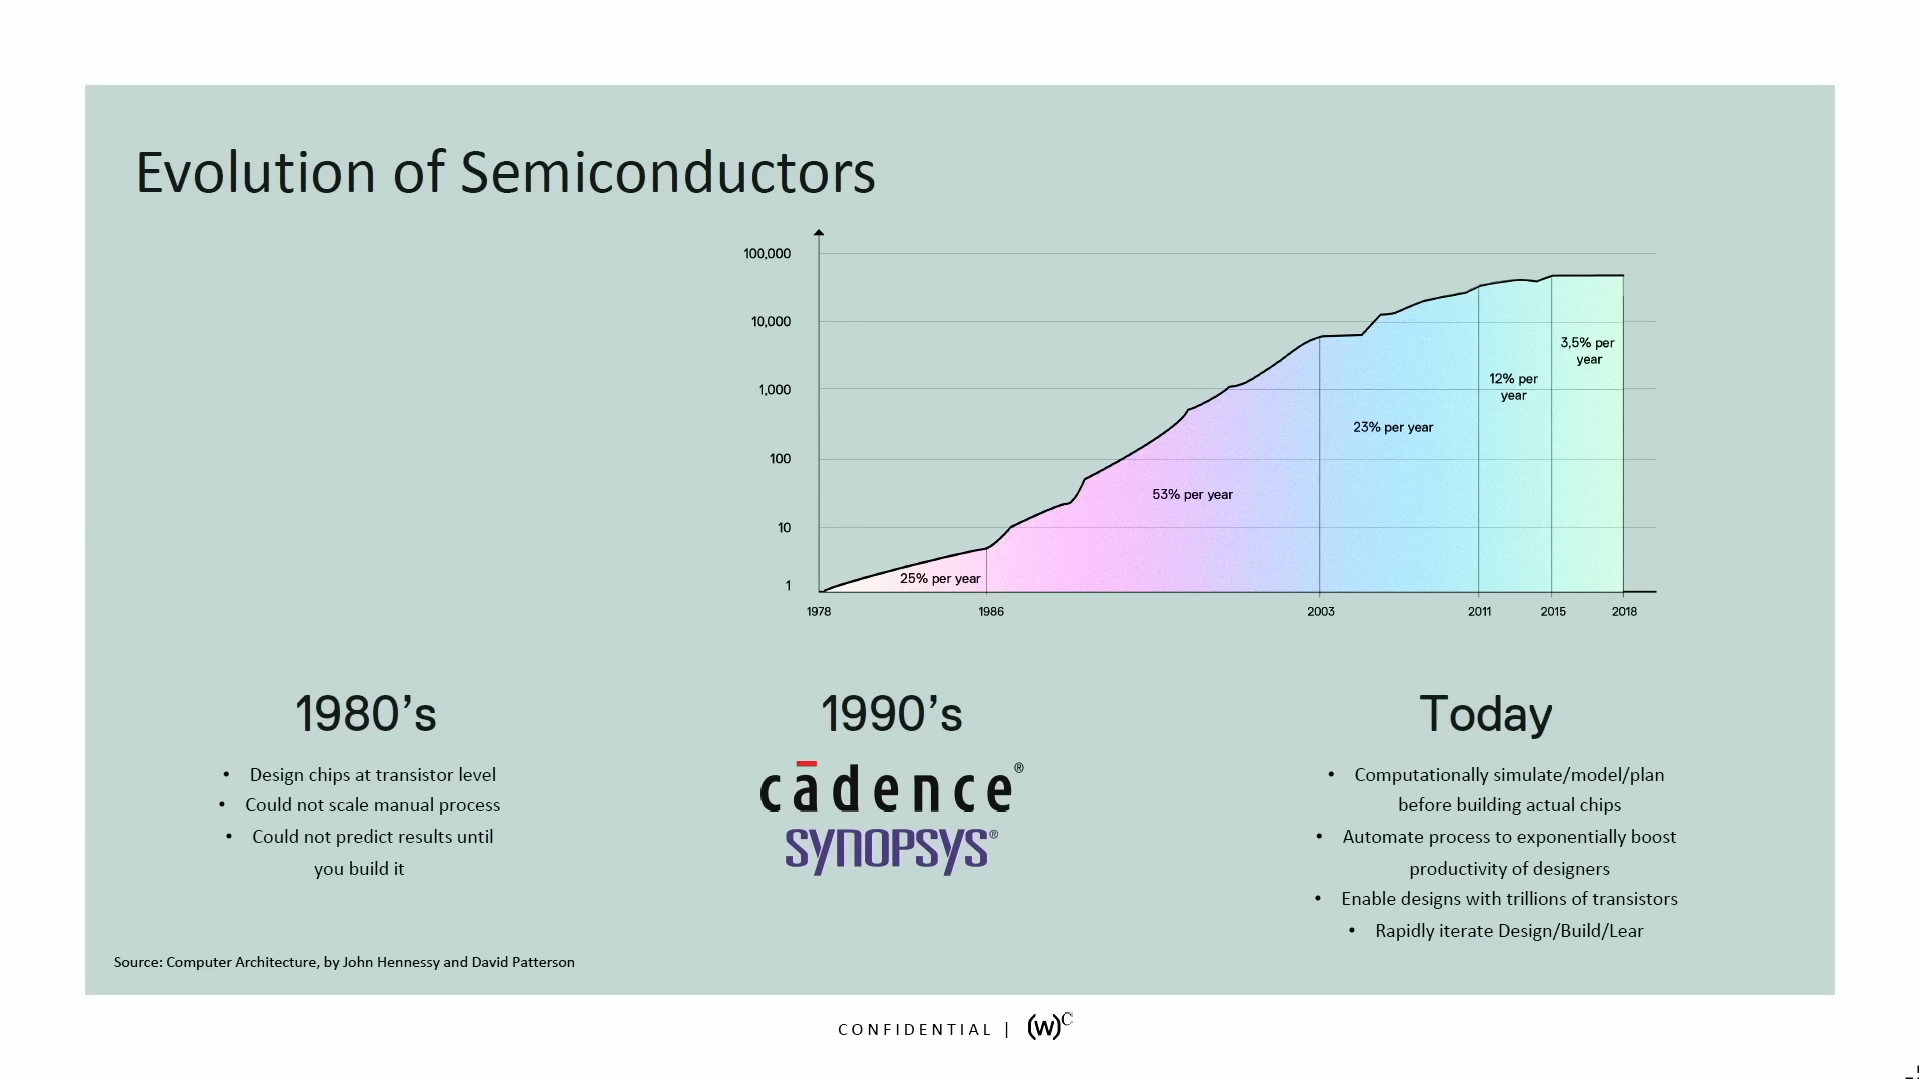 Evolution of Semiconductors
100,000
10,000
1,000
100
10
1
25% per year
53% per year
23% per year
12% per
year
3,5% per
year
1978 1986 2003 2011 2015 2018
1980's
• Design chips at transistor level
• Could not scale manual process
• Could not predict results until
you build it
1990's
cādence®
SYNOPSYS®
Today
• Computationally simulate/model/plan
before building actual chips
• Automate process to exponentially boost
productivity of designers
• Enable designs with trillions of transistors
• Rapidly iterate Design/Build/Lear
Source: Computer Architecture, by John Hennessy and David Patterson
CONFIDENTIAL | (w)C